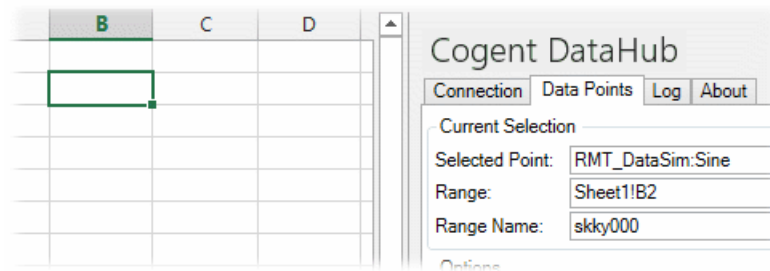 B C D
Cogent DataHub
Connection Data Points Log About
Current Selection
Selected Point: RMT_DataSim:Sine
Range: Sheet1!B2
Range Name: skky000
Options